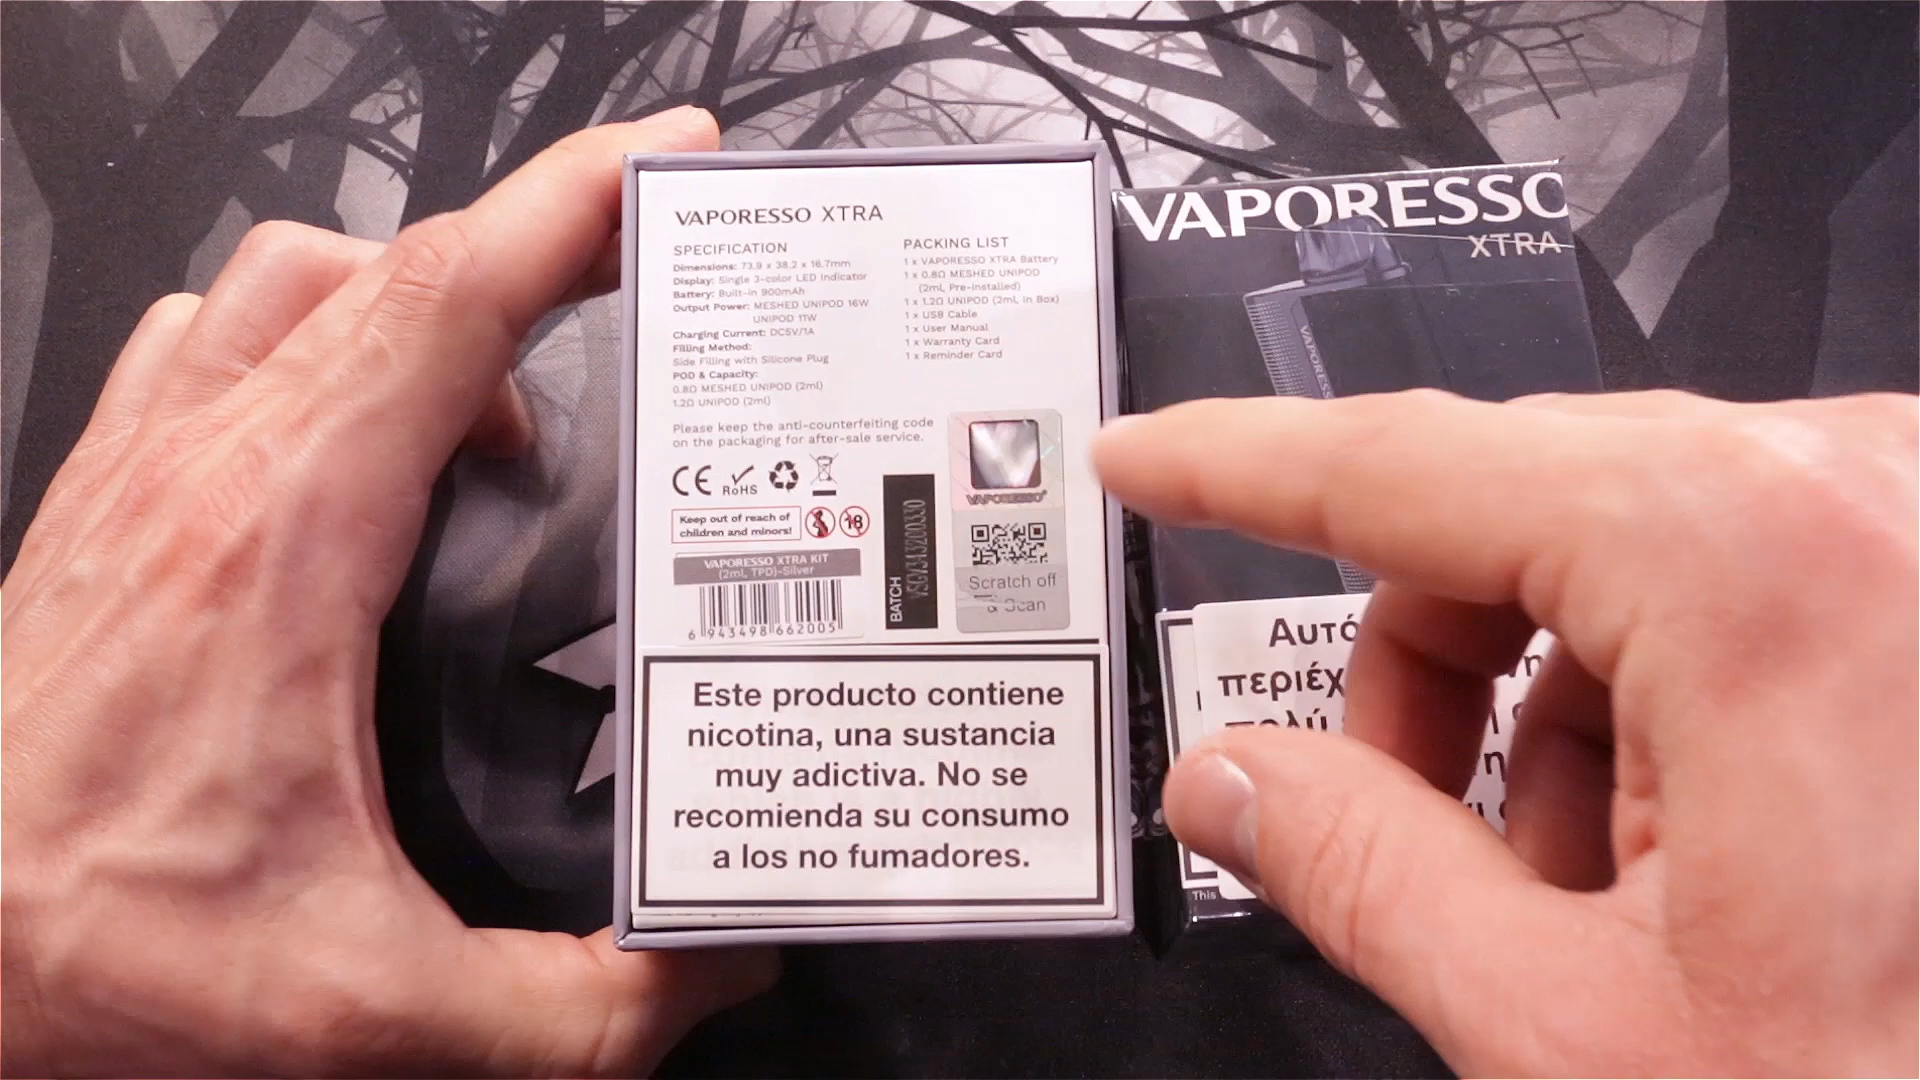 VAPORESSO XTRA
SPECIFICATION
Dimensions: 73.9 x 38.2 x 16.7mm
Display: Single 3-color LED Indicator
Battery: Built-in 900mAh
Output Power: MESHED UNIPOD 16W
UNIPOD 11W
Charging Current: DC5V/1A
Filling Method:
Side Filling with Silicone Plug
POD & Capacity:
0.8Ω MESHED UNIPOD (2ml)
1.2Ω UNIPOD (2ml)
PACKING LIST
1 x VAPORESSO XTRA Battery
1 x 0.8Ω MESHED UNIPOD
(2ml, Pre-installed)
1 x 1.2Ω UNIPOD (2ml, In Box)
1 x USB Cable
1 x User Manual
1 x Warranty Card
1 x Reminder Card
Please keep the anti-counterfeiting code
on the packaging for after-sale service.
CE
RoHS
Keep out of reach of
children and minors!
18
VAPORESSO XTRA KIT
(2ml, TPD)-Silver
6 943498 662005
BATCH
VAPORESSO
Scratch off
& Scan
Este producto contiene
nicotina, una sustancia
muy adictiva. No se
recomienda su consumo
a los no fumadores.
VAPORESSO
XTRA
Αυτό
περιέχ
πολύ
This